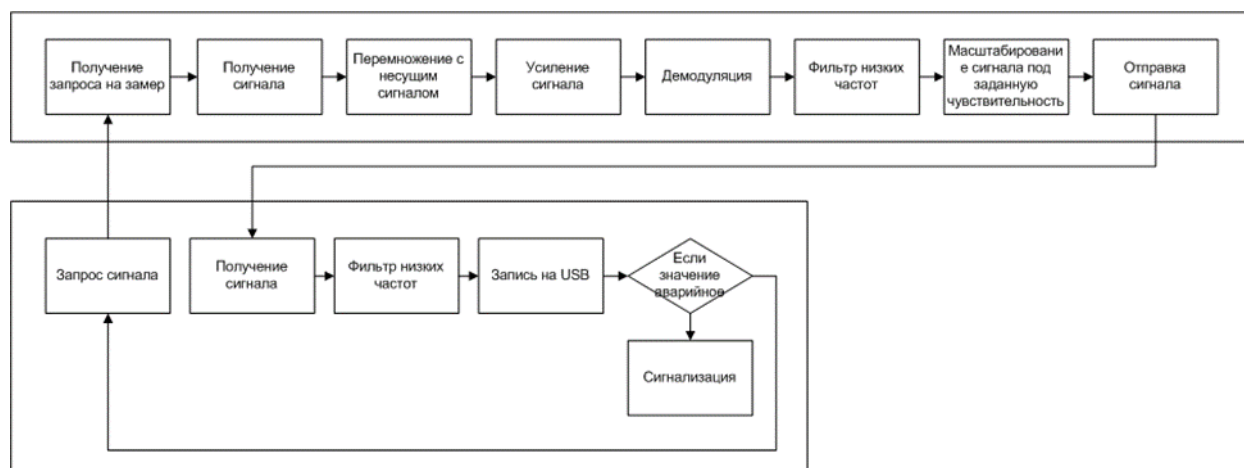 Получение
запроса на замер
Получение
сигнала
Перемножение с
несущим
сигналом
Усиление
сигнала
Демодуляция
Фильтр низких
частот
Масштабировани
е сигнала под
заданную
чувствительность
Отправка
сигнала
Запрос сигнала
Получение
сигнала
Фильтр низких
частот
Запись на USB
Если
значение
аварийное
Сигнализация